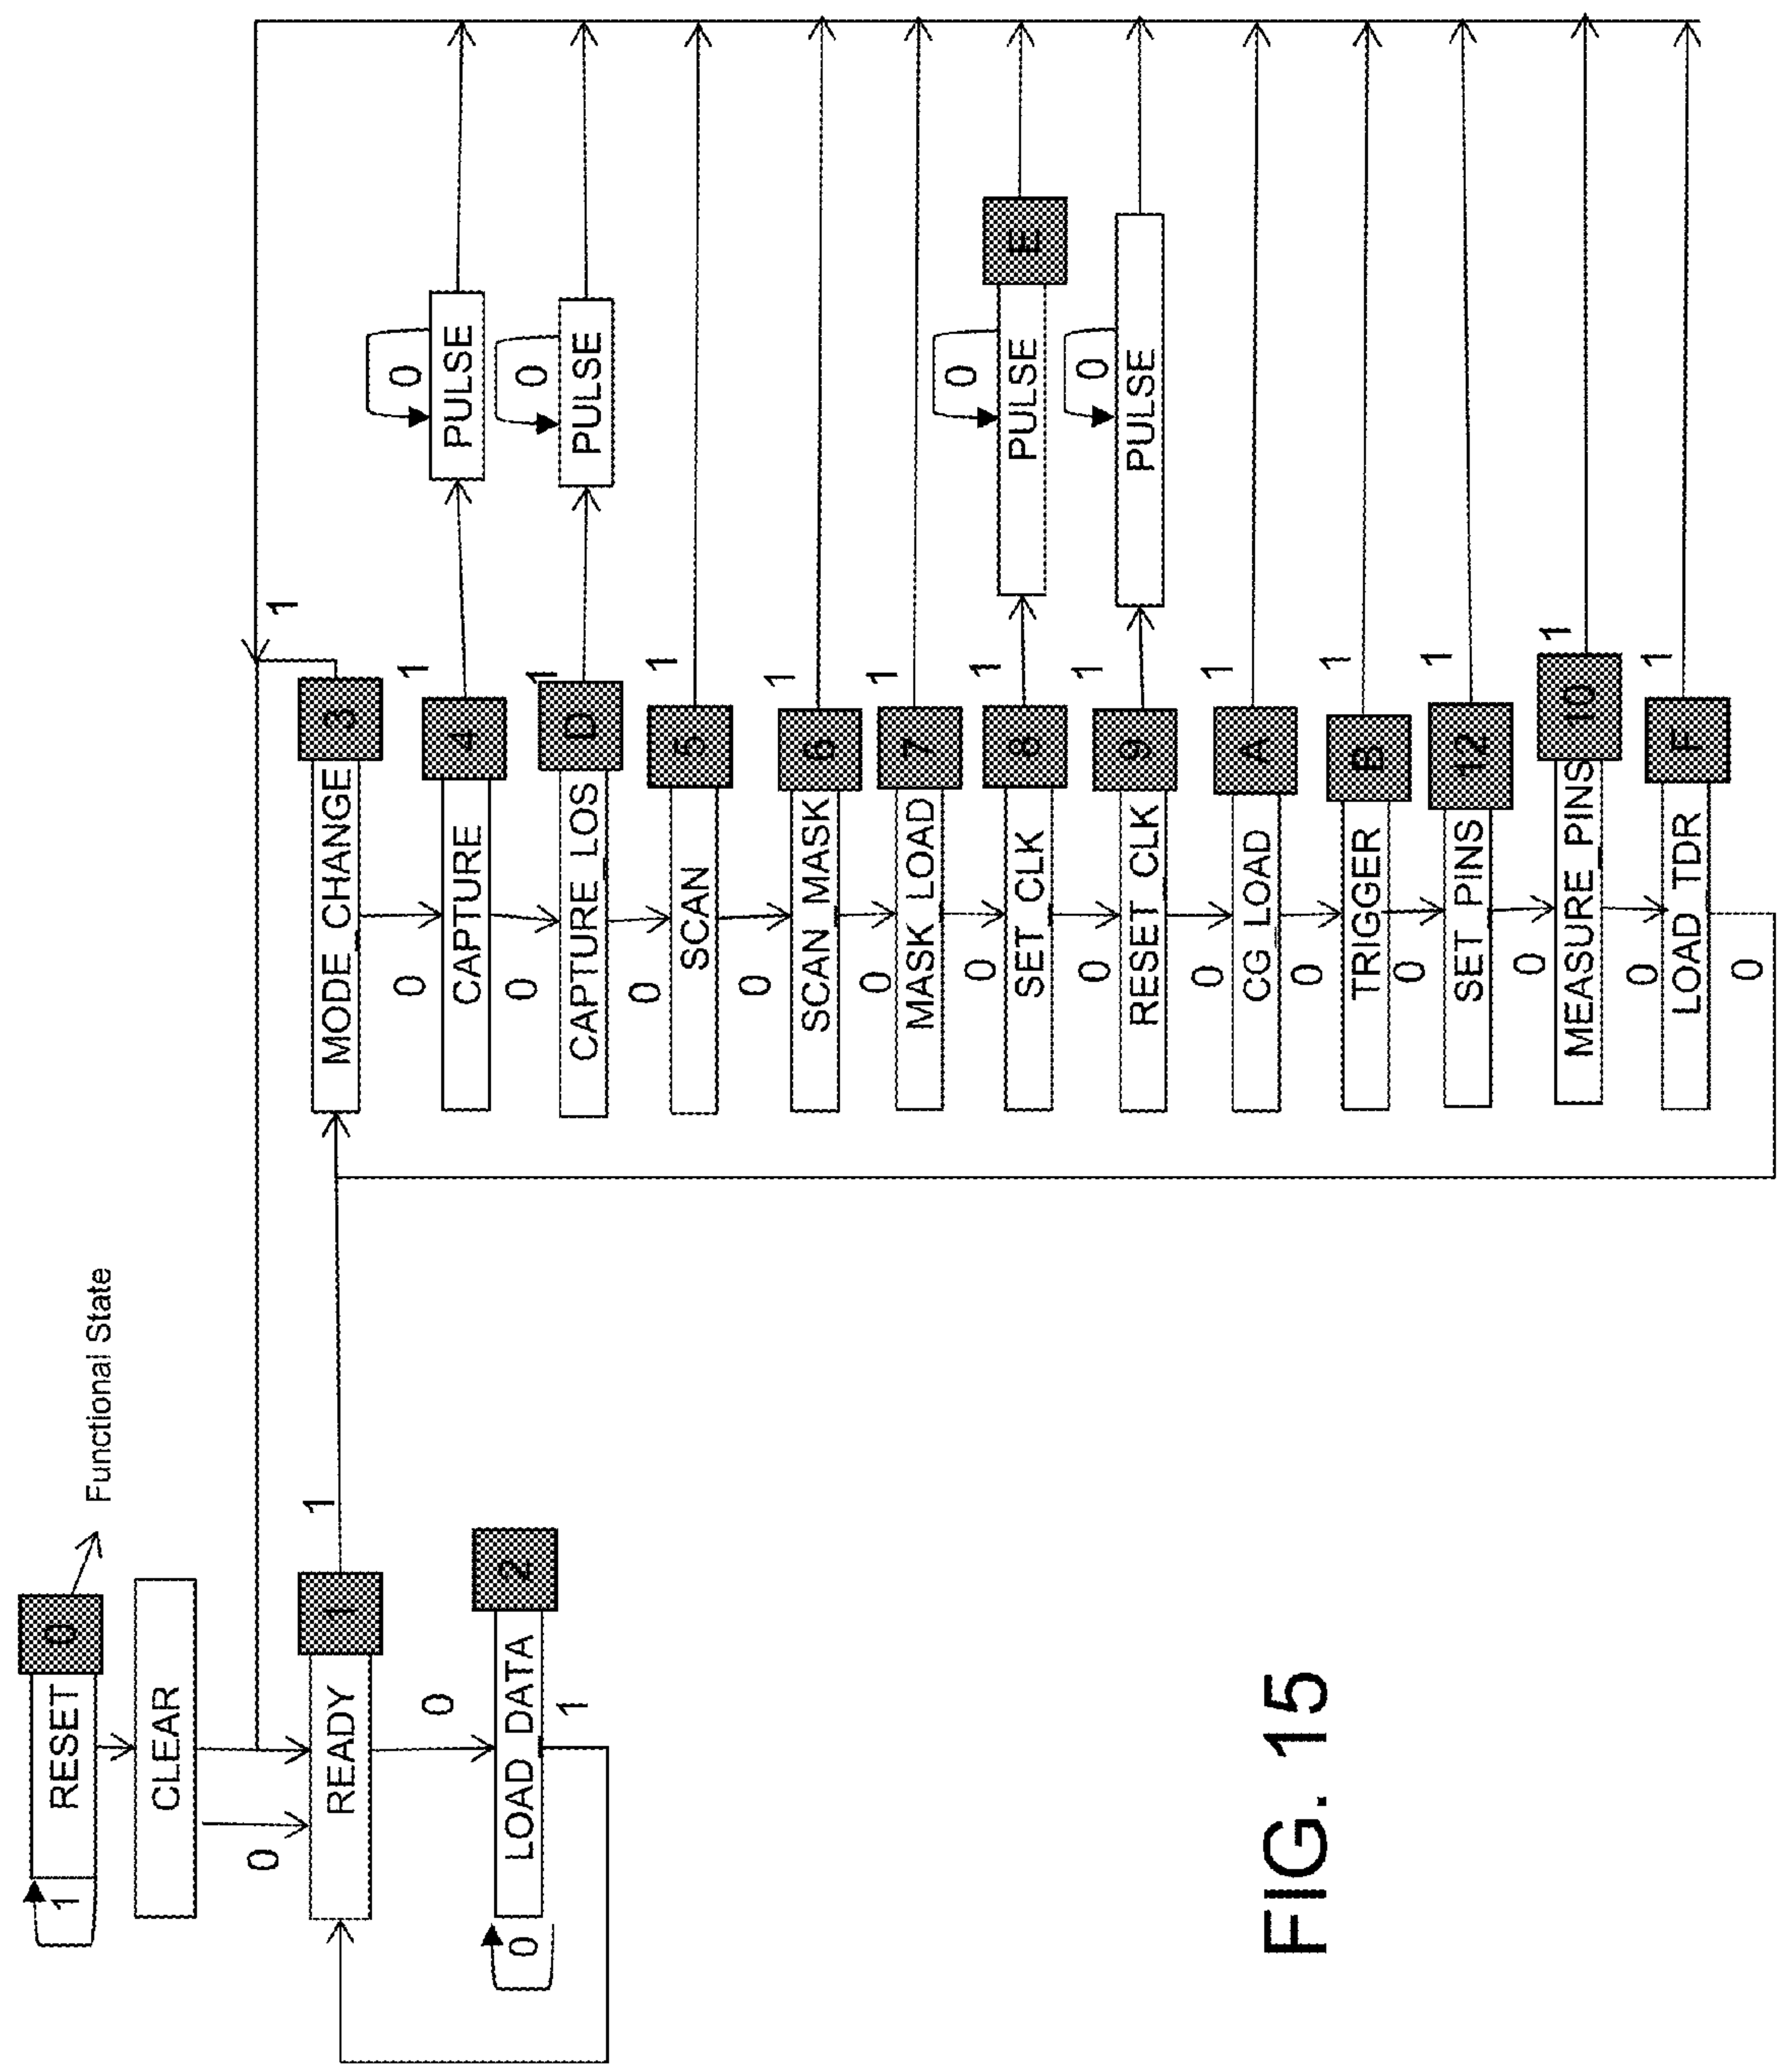 RESET 0
1
Functional State
CLEAR
0
READY 1
1
0
LOAD_DATA 2
0
1
MODE_CHANGE 3
1
0
CAPTURE 4
1
PULSE
0
0
CAPTURE_LOS D
1
PULSE
0
0
SCAN 5
1
0
SCAN_MASK 6
1
0
MASK_LOAD 7
1
0
SET_CLK 8
1
PULSE E
0
0
RESET_CLK 9
1
PULSE
0
0
CG_LOAD A
1
0
TRIGGER B
1
0
SET_PINS 12
1
0
MEASURE_PINS 10
1
0
LOAD_TDR F
1
0
FIG. 15